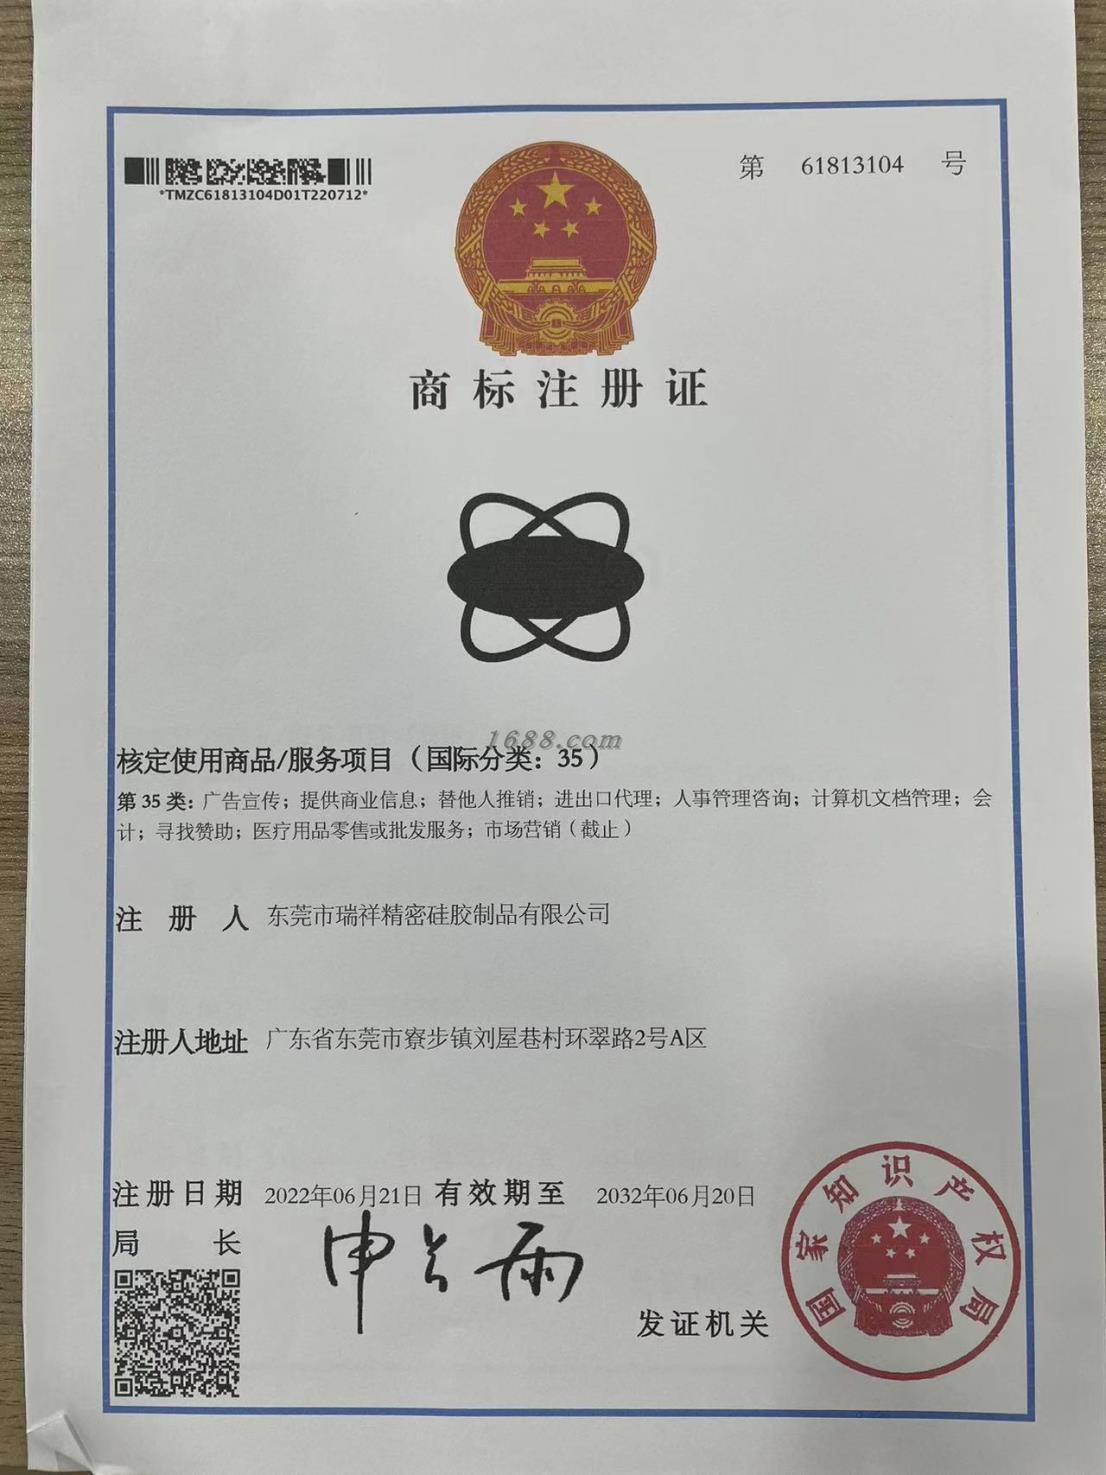 *TMZC61813104D01T220712*
第 61813104 号
商标注册证
1688.com
核定使用商品/服务项目（国际分类：35）
第 35 类：广告宣传；提供商业信息；替他人推销；进出口代理；人事管理咨询；计算机文档管理；会
计；寻找赞助；医疗用品零售或批发服务；市场营销（截止）
注册人 东莞市瑞祥精密硅胶制品有限公司
注册人地址 广东省东莞市寮步镇刘屋巷村环翠路2号A区
注册日期 2022年06月21日 有效期至 2032年06月20日
局长 申长雨
发证机关
国家知识产权局